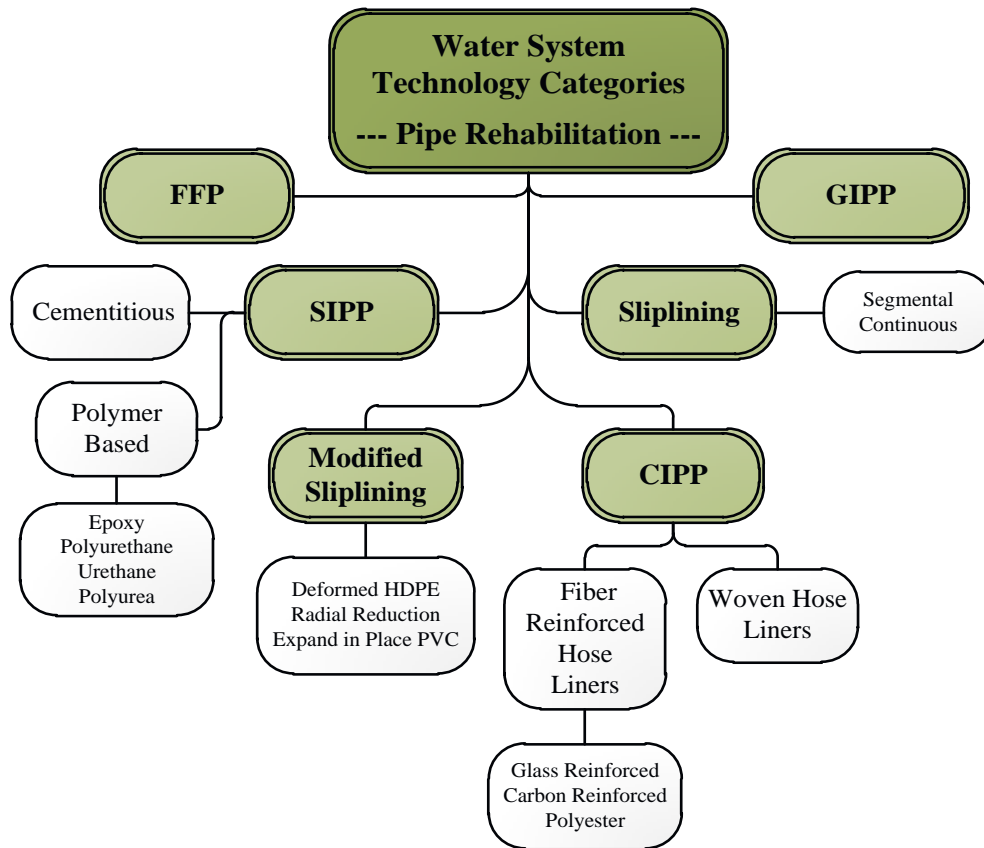 Water System
Technology Categories
--- Pipe Rehabilitation ---
FFP
GIPP
Cementitious
SIPP
Sliplining
Segmental
Continuous
Polymer
Based
Epoxy
Polyurethane
Urethane
Polyurea
Modified
Sliplining
Deformed HDPE
Radial Reduction
Expand in Place PVC
CIPP
Fiber
Reinforced
Hose
Liners
Woven Hose
Liners
Glass Reinforced
Carbon Reinforced
Polyester